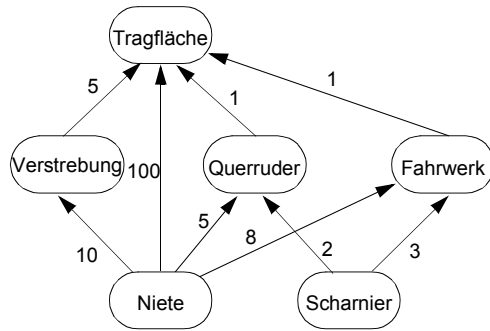 Tragfläche
5
1
1
Verstrebung
100
Querruder
Fahrwerk
5
8
10
2
3
Niete
Scharnier